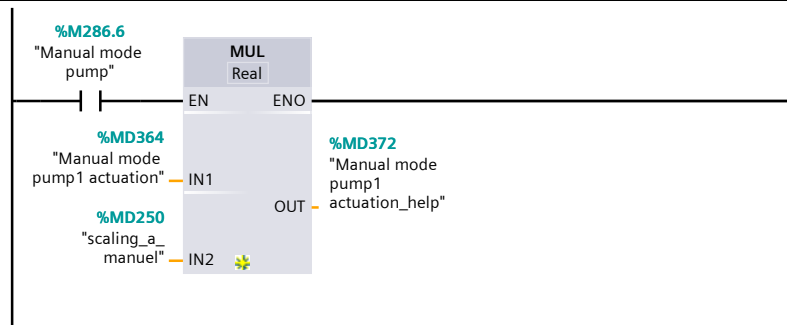 %M286.6
"Manual mode
pump"
MUL
Real
EN
ENO
%MD364
"Manual mode
pump1 actuation"
IN1
%MD372
"Manual mode
pump1
actuation_help"
OUT
%MD250
"scaling_a_
manuel"
IN2